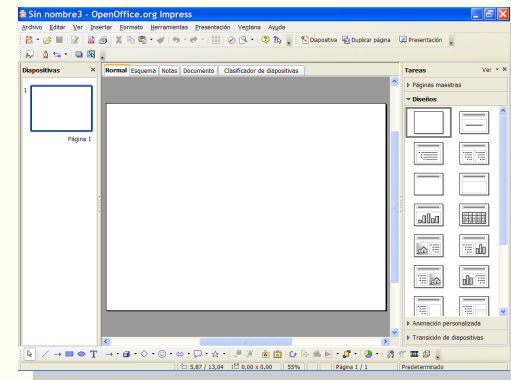 Sin nombre3 - OpenOffice.org Impress
Archivo Editar Ver Insertar Formato Herramientas Presentación Ventana Ayuda
Diapositiva Duplicar página Presentación
Diapositivas ×
Normal Esquema Notas Documento Clasificador de diapositivas
Tareas Ver ×
Páginas maestras
Diseños
1
Página 1
Animación personalizada
Transición de diapositivas
5,87 / 13,04 0,00 x 0,00 55% Página 1 / 1 Predeterminado